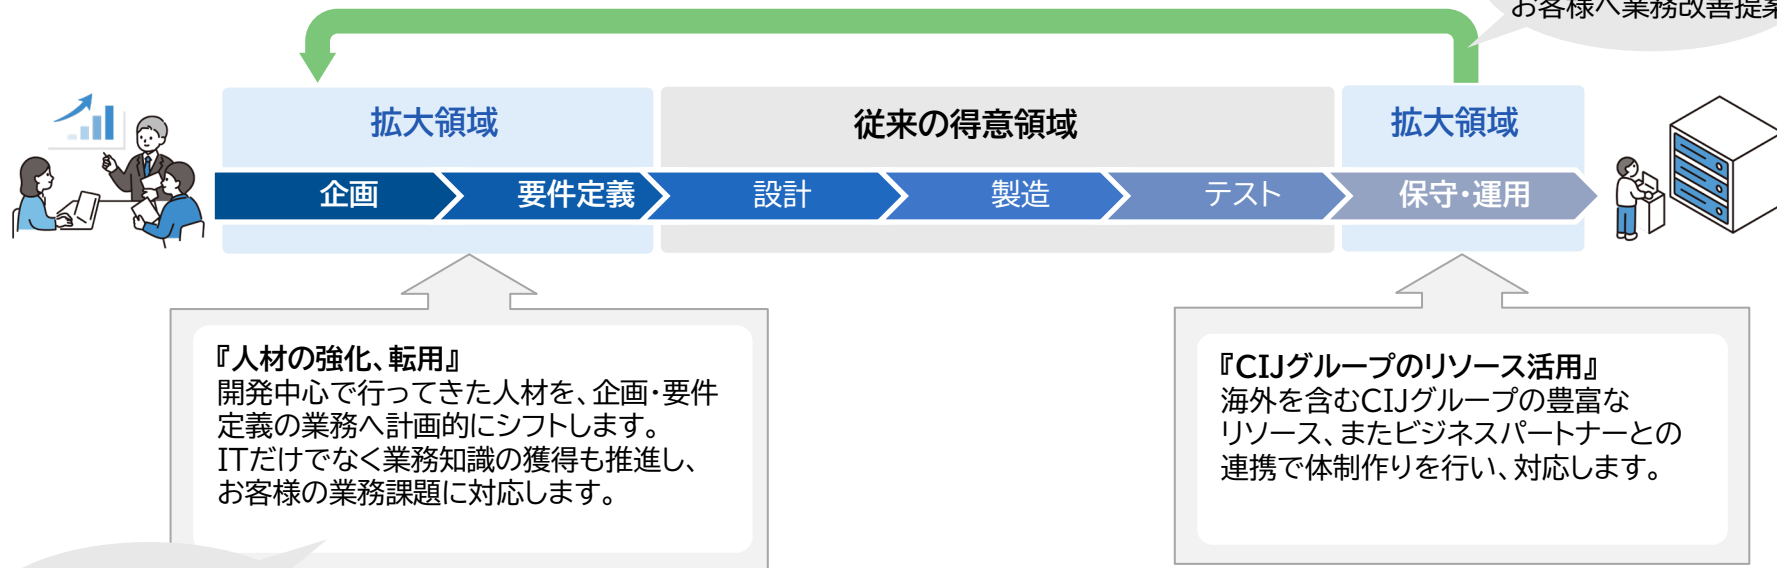 お客様へ業務改善提案
拡大領域
従来の得意領域
拡大領域
企画
要件定義
設計
製造
テスト
保守・運用
『人材の強化、転用』
開発中心で行ってきた人材を、企画・要件
定義の業務へ計画的にシフトします。
ITだけでなく業務知識の獲得も推進し、
お客様の業務課題に対応します。
『CIJグループのリソース活用』
海外を含むCIJグループの豊富な
リソース、またビジネスパートナーとの
連携で体制作りを行い、対応します。